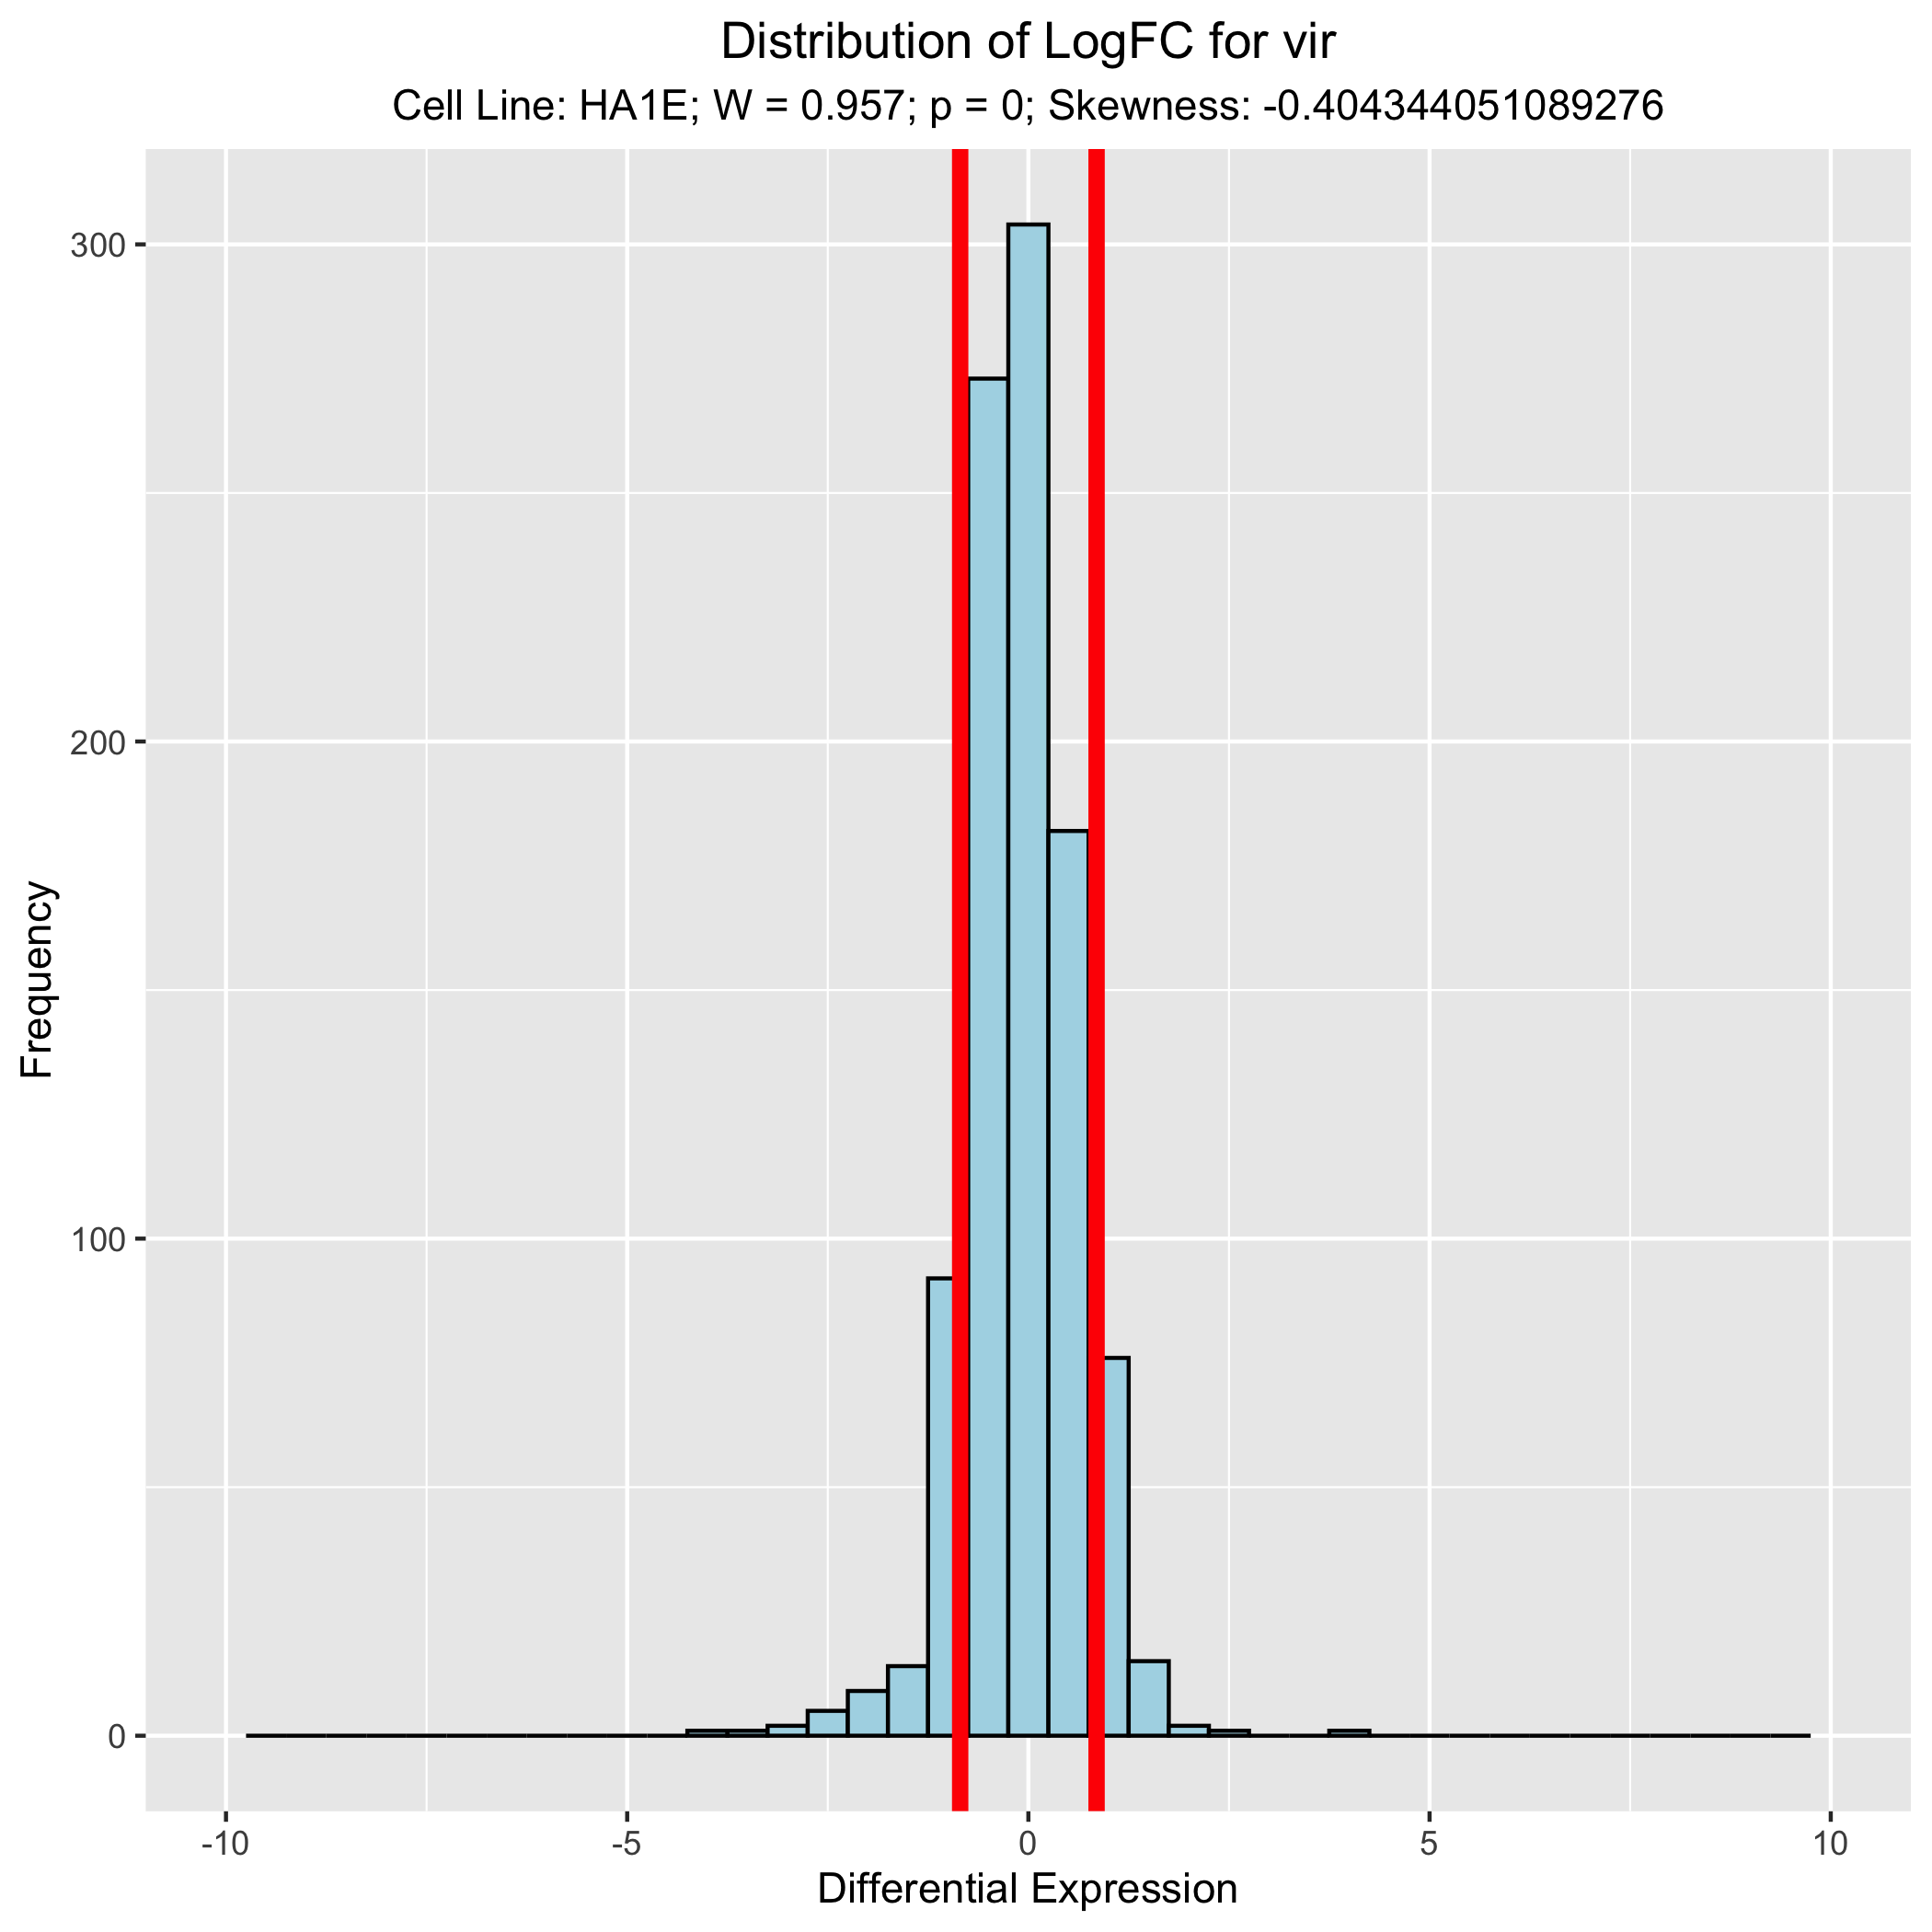 Distribution of LogFC for vir
Cell Line: HA1E; W = 0.957; p = 0; Skewness: -0.404344051089276
Frequency
300
200
100
0
-10
-5
0
5
10
Differential Expression